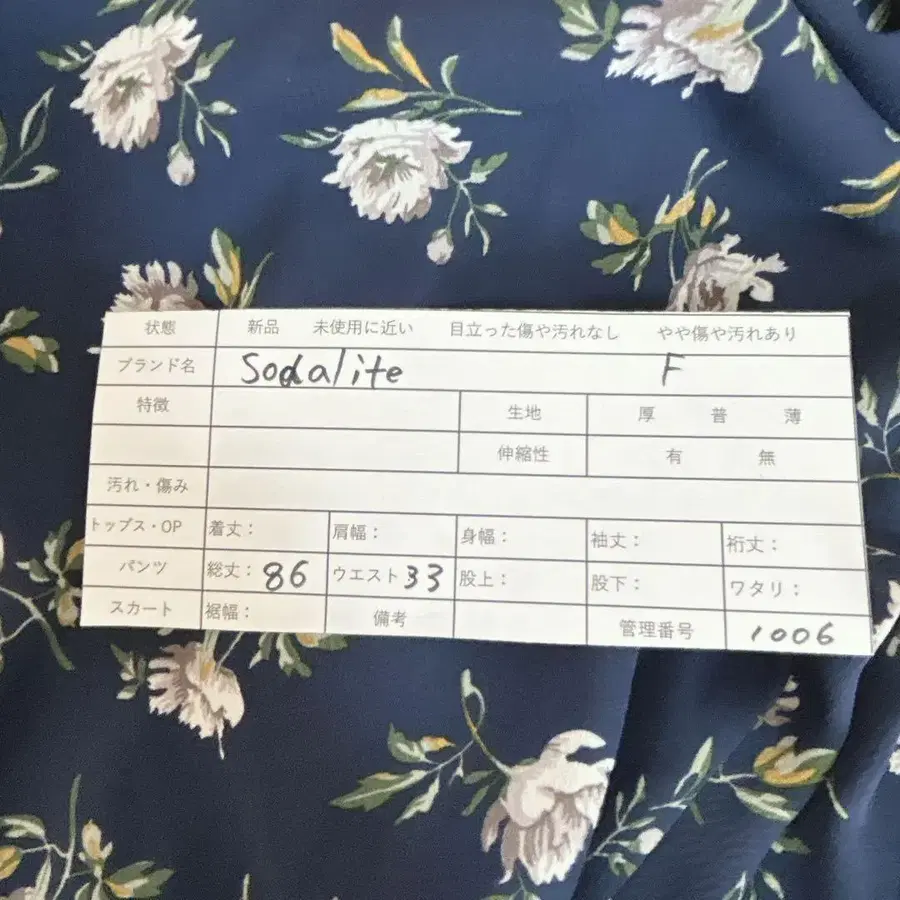 状態 新品 未使用に近い 目立った傷や汚れなし やや傷や汚れあり
ブランド名 Sodalite F
特徴 生地 厚 普 薄
伸縮性 有 無
汚れ・傷み
トップス・OP 着丈: 肩幅: 身幅: 袖丈: 裄丈:
パンツ 総丈: 86 ウエスト 33 股上: 股下: ワタリ:
スカート 裾幅: 備考 管理番号 1006